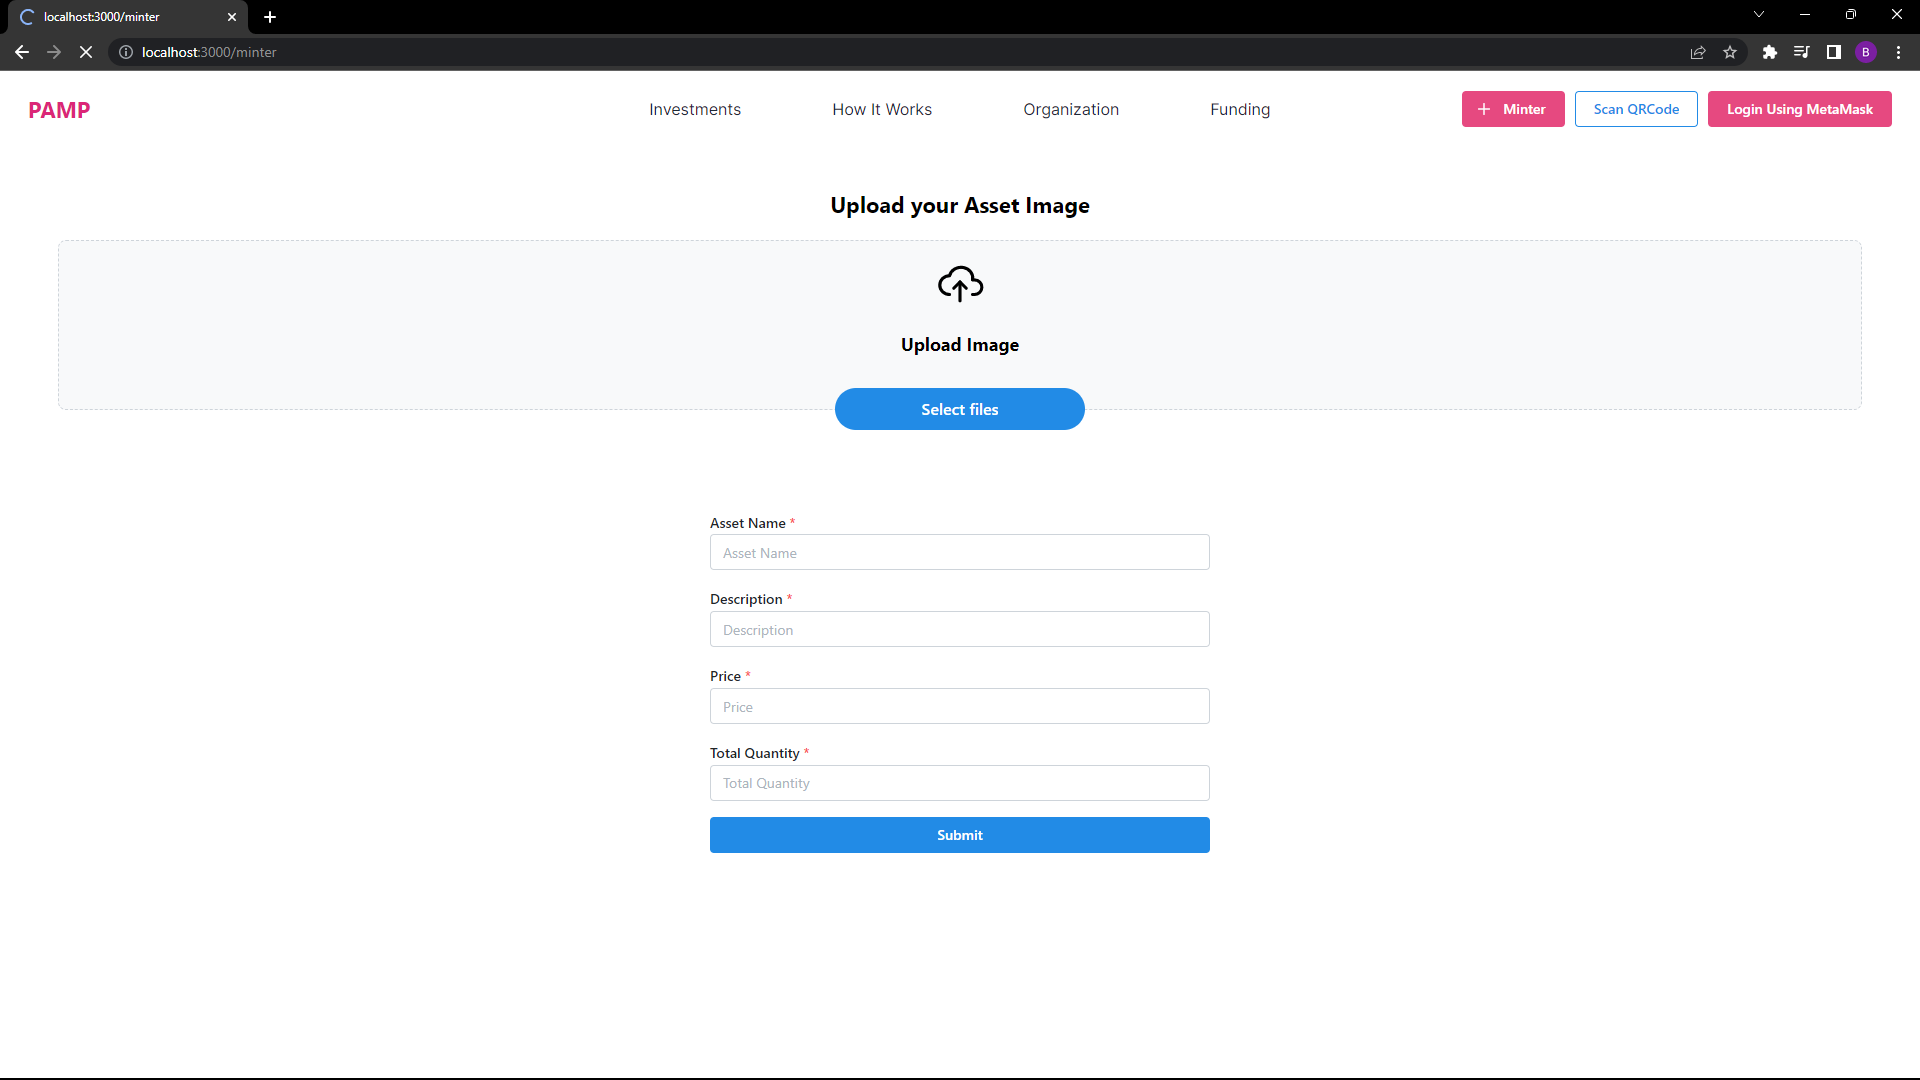 localhost:3000/minter
localhost:3000/minter
B
PAMP
Investments
How It Works
Organization
Funding
Minter
Scan QRCode
Login Using MetaMask
Upload your Asset Image
Upload Image
Select files
Asset Name *
Asset Name
Description *
Description
Price *
Price
Total Quantity *
Total Quantity
Submit